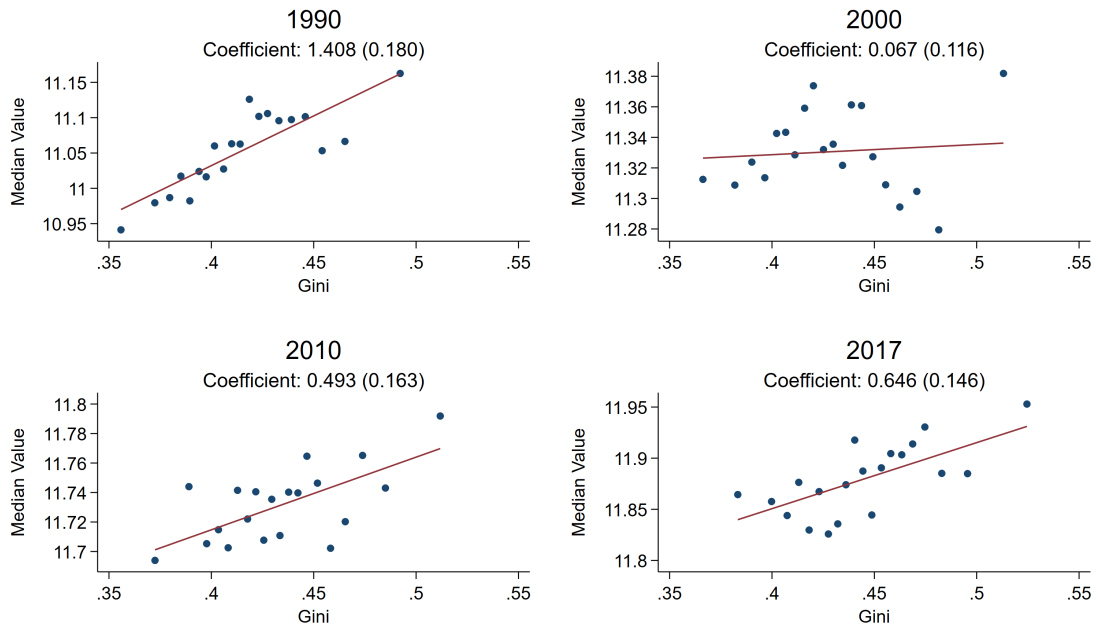 1990
Coefficient: 1.408 (0.180)
Median Value
11.15
11.1
11.05
11
10.95
.35 .4 .45 .5 .55
Gini
2000
Coefficient: 0.067 (0.116)
Median Value
11.38
11.36
11.34
11.32
11.3
11.28
.35 .4 .45 .5 .55
Gini
2010
Coefficient: 0.493 (0.163)
Median Value
11.8
11.78
11.76
11.74
11.72
11.7
.35 .4 .45 .5 .55
Gini
2017
Coefficient: 0.646 (0.146)
Median Value
11.95
11.9
11.85
11.8
.35 .4 .45 .5 .55
Gini